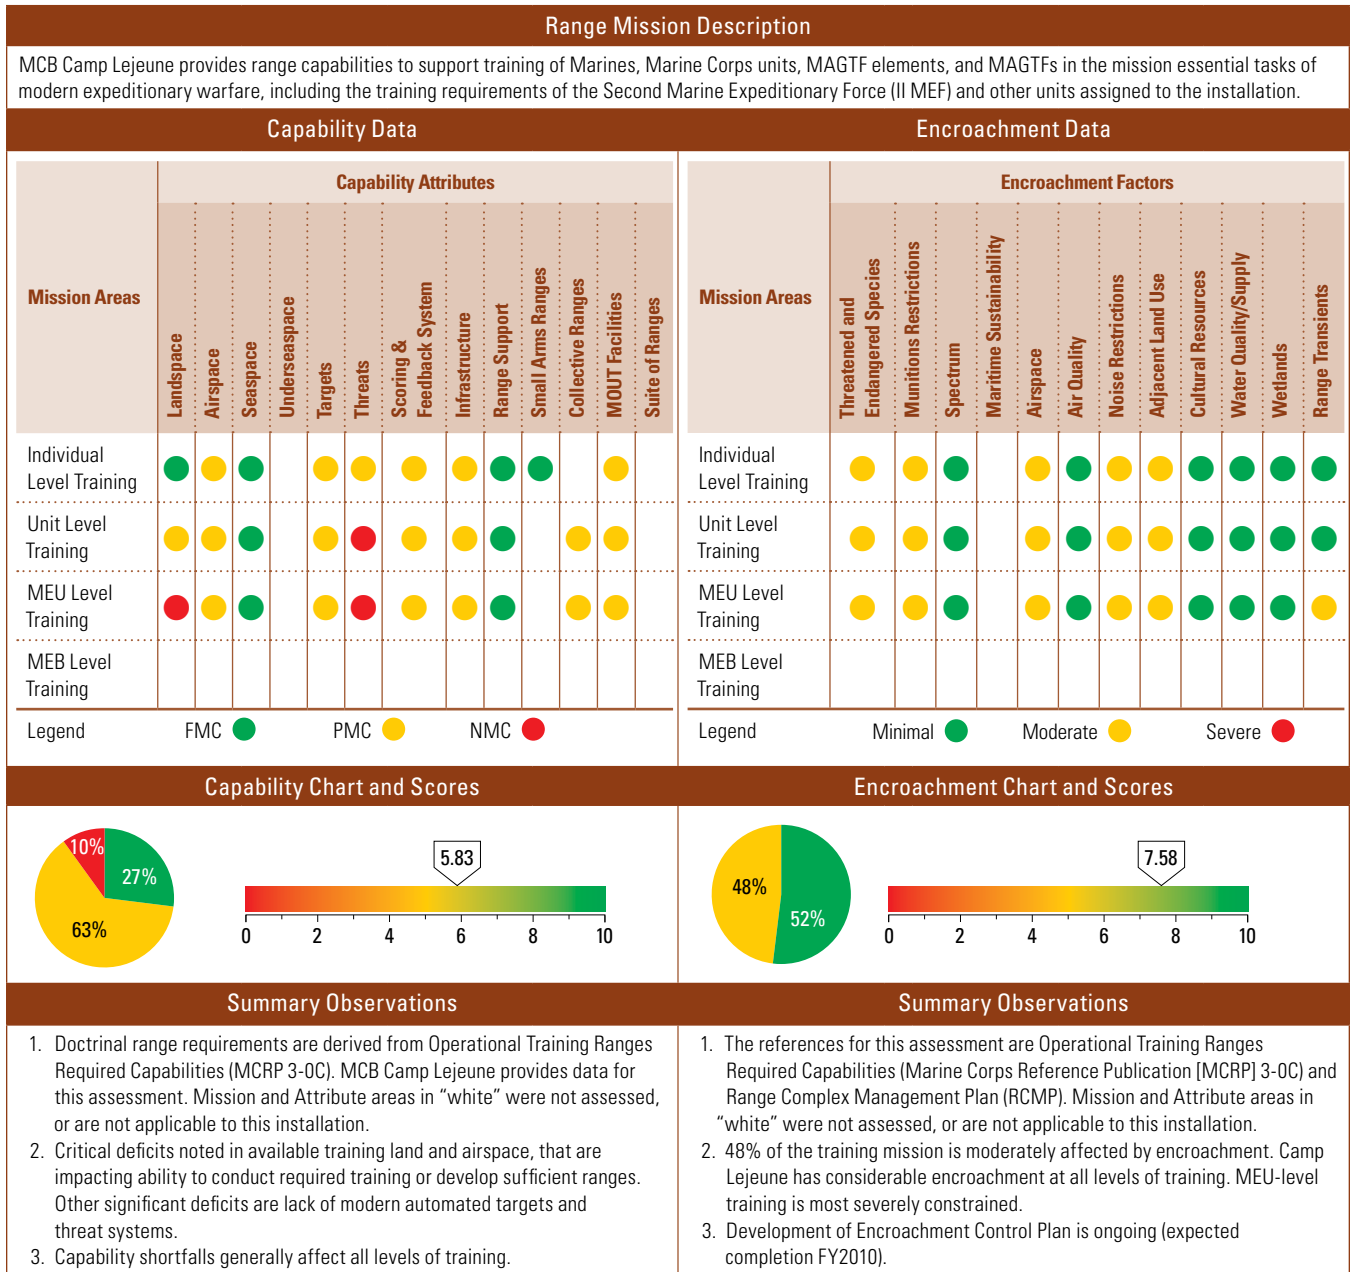 Range Mission Description
MCB Camp Lejeune provides range capabilities to support training of Marines, Marine Corps units, MAGTF elements, and MAGTFs in the mission essential tasks of
modern expeditionary warfare, including the training requirements of the Second Marine Expeditionary Force (II MEF) and other units assigned to the installation.
Capability Data
Mission Areas
Capability Attributes
Landspace
Airspace
Seaspace
Underseaspace
Targets
Threats
Scoring &
Feedback System
Infrastructure
Range Support
Small Arms Ranges
Collective Ranges
MOUT Facilities
Suite of Ranges
Individual
Level Training
Unit Level
Training
MEU Level
Training
MEB Level
Training
Legend
FMC
PMC
NMC
Encroachment Data
Mission Areas
Encroachment Factors
Threatened and
Endangered Species
Munitions Restrictions
Spectrum
Maritime Sustainability
Airspace
Air Quality
Noise Restrictions
Adjacent Land Use
Cultural Resources
Water Quality/Supply
Wetlands
Range Transients
Individual
Level Training
Unit Level
Training
MEU Level
Training
MEB Level
Training
Legend
Minimal
Moderate
Severe
Capability Chart and Scores
10%
27%
63%
5.83
0 2 4 6 8 10
Encroachment Chart and Scores
48%
52%
7.58
0 2 4 6 8 10
Summary Observations
1. Doctrinal range requirements are derived from Operational Training Ranges
Required Capabilities (MCRP 3-0C). MCB Camp Lejeune provides data for
this assessment. Mission and Attribute areas in “white” were not assessed,
or are not applicable to this installation.
2. Critical deficits noted in available training land and airspace, that are
impacting ability to conduct required training or develop sufficient ranges.
Other significant deficits are lack of modern automated targets and
threat systems.
3. Capability shortfalls generally affect all levels of training.
Summary Observations
1. The references for this assessment are Operational Training Ranges
Required Capabilities (Marine Corps Reference Publication [MCRP] 3-0C) and
Range Complex Management Plan (RCMP). Mission and Attribute areas in
“white” were not assessed, or are not applicable to this installation.
2. 48% of the training mission is moderately affected by encroachment. Camp
Lejeune has considerable encroachment at all levels of training. MEU-level
training is most severely constrained.
3. Development of Encroachment Control Plan is ongoing (expected
completion FY2010).